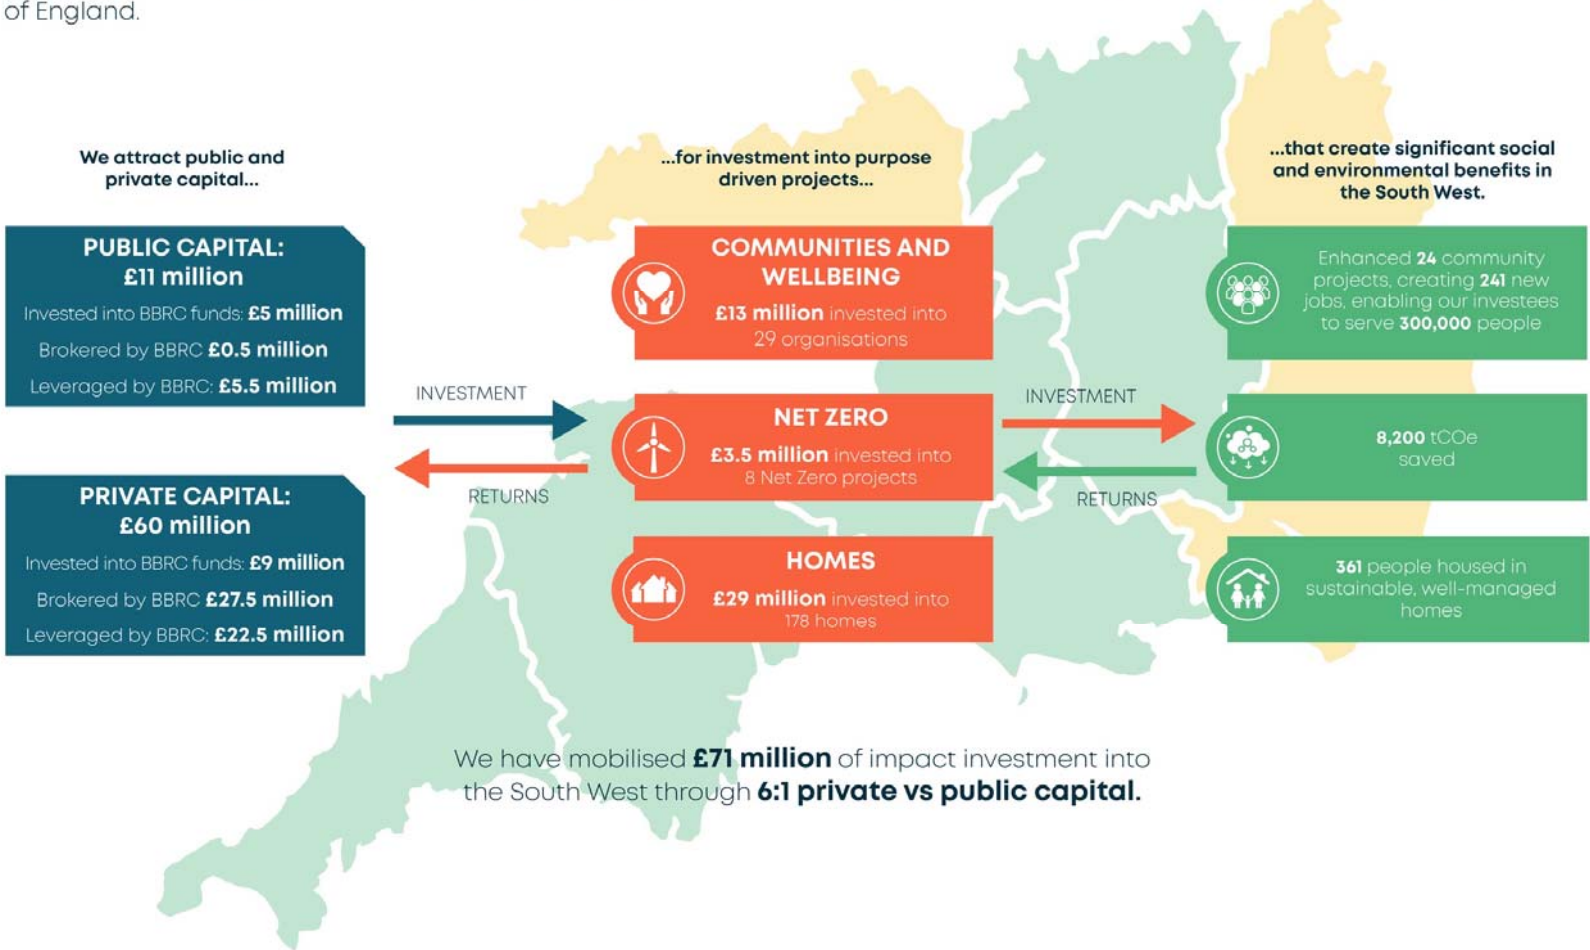 of England.
We attract public and
private capital...
PUBLIC CAPITAL:
£11 million
Invested into BBRC funds: £5 million
Brokered by BBRC £0.5 million
Leveraged by BBRC: £5.5 million
PRIVATE CAPITAL:
£60 million
Invested into BBRC funds: £9 million
Brokered by BBRC £27.5 million
Leveraged by BBRC: £22.5 million
INVESTMENT
RETURNS
...for investment into purpose
driven projects...
COMMUNITIES AND
WELLBEING
£13 million invested into
29 organisations
NET ZERO
£3.5 million invested into
8 Net Zero projects
HOMES
£29 million invested into
178 homes
INVESTMENT
RETURNS
...that create significant social
and environmental benefits in
the South West.
Enhanced 24 community
projects, creating 241 new
jobs, enabling our investees
to serve 300,000 people
8,200 tCOe
saved
361 people housed in
sustainable, well-managed
homes
We have mobilised £71 million of impact investment into
the South West through 6:1 private vs public capital.